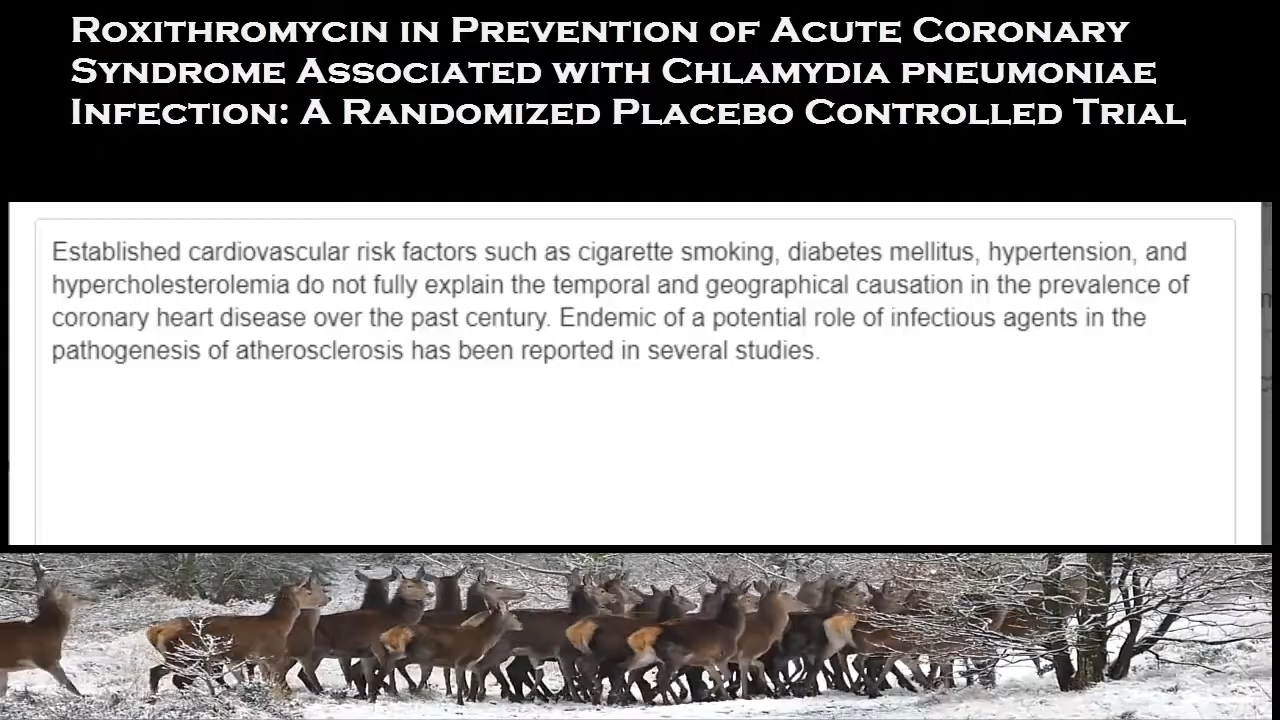 ROXITHROMYCIN IN PREVENTION OF ACUTE CORONARY
SYNDROME ASSOCIATED WITH CHLAMYDIA PNEUMONIAE
INFECTION: A RANDOMIZED PLACEBO CONTROLLED TRIAL
Established cardiovascular risk factors such as cigarette smoking, diabetes mellitus, hypertension, and
hypercholesterolemia do not fully explain the temporal and geographical causation in the prevalence of
coronary heart disease over the past century. Endemic of a potential role of infectious agents in the
pathogenesis of atherosclerosis has been reported in several studies.